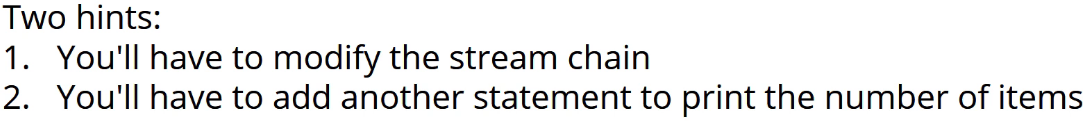 Two hints:
1. You'll have to modify the stream chain
2. You'll have to add another statement to print the number of items